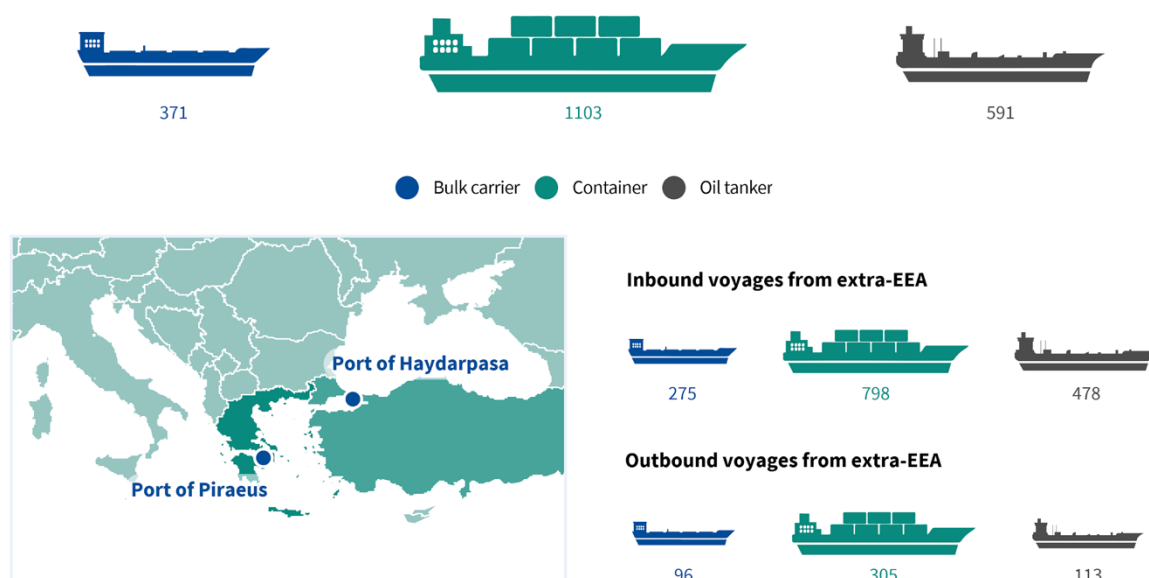 371
1103
591
Bulk carrier
Container
Oil tanker
Port of Haydarpasa
Port of Piraeus
Inbound voyages from extra-EEA
275
798
478
Outbound voyages from extra-EEA
96
305
113